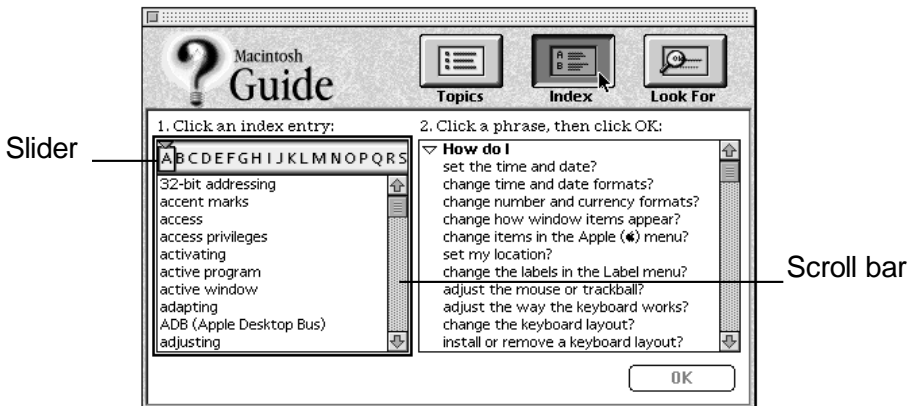 Macintosh
Guide
Topics
Index
Look For
1. Click an index entry:
A B C D E F G H I J K L M N O P Q R S
32-bit addressing
accent marks
access
access privileges
activating
active program
active window
adapting
ADB (Apple Desktop Bus)
adjusting
2. Click a phrase, then click OK:
How do I
set the time and date?
change time and date formats?
change number and currency formats?
change how window items appear?
change items in the Apple () menu?
set my location?
change the labels in the Label menu?
adjust the mouse or trackball?
adjust the way the keyboard works?
change the keyboard layout?
install or remove a keyboard layout?
OK
Slider
Scroll bar